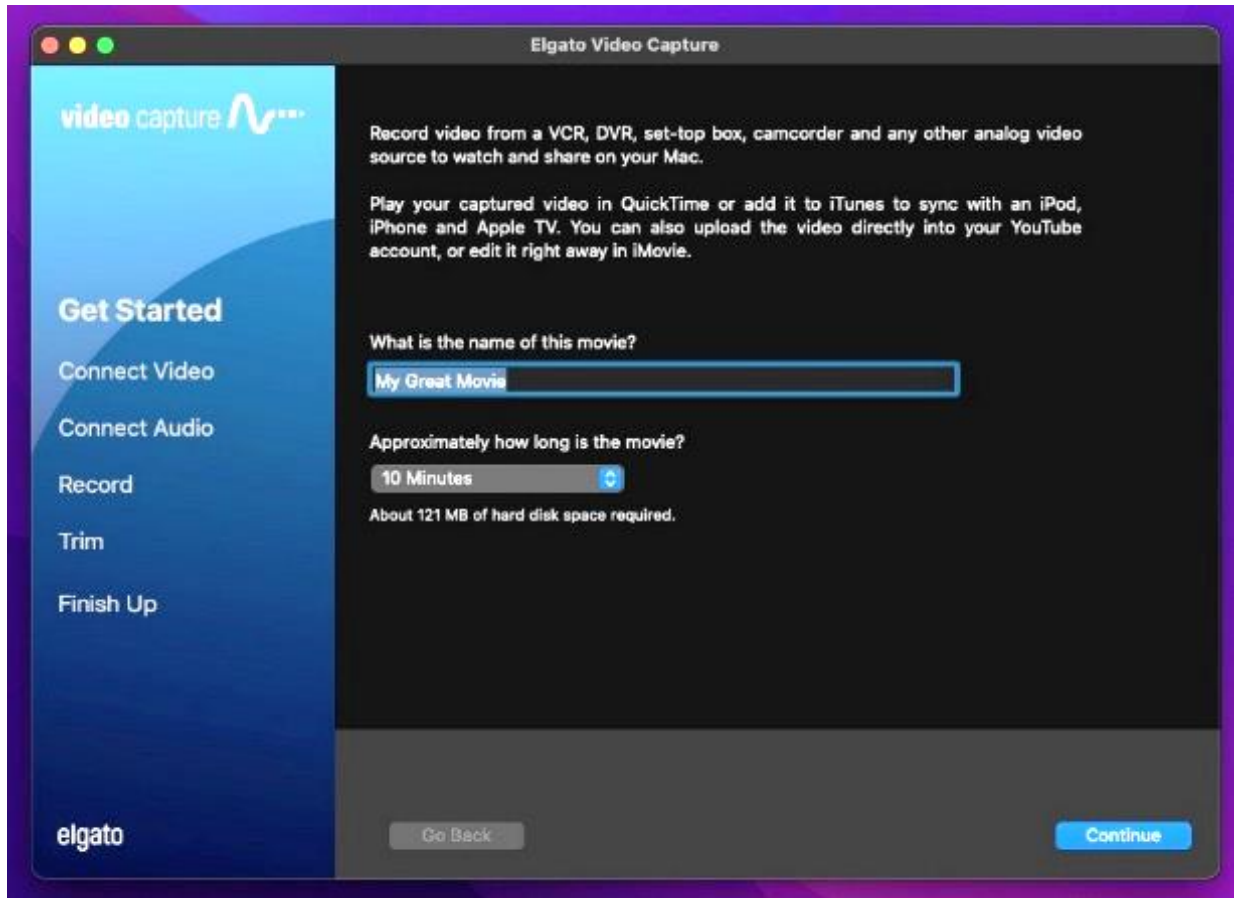 Elgato Video Capture
video capture
Record video from a VCR, DVR, set-top box, camcorder and any other analog video
source to watch and share on your Mac.
Play your captured video in QuickTime or add it to iTunes to sync with an iPod,
iPhone and Apple TV. You can also upload the video directly into your YouTube
account, or edit it right away in iMovie.
Get Started
Connect Video
Connect Audio
Record
Trim
Finish Up
What is the name of this movie?
My Great Movie
Approximately how long is the movie?
10 Minutes
About 121 MB of hard disk space required.
elgato
Go Back
Continue